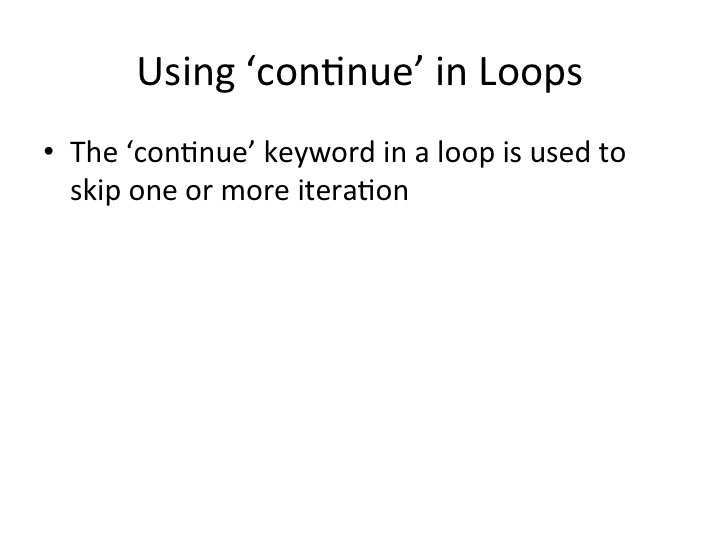 Using ‘continue’ in Loops
• The ‘continue’ keyword in a loop is used to
skip one or more iteration